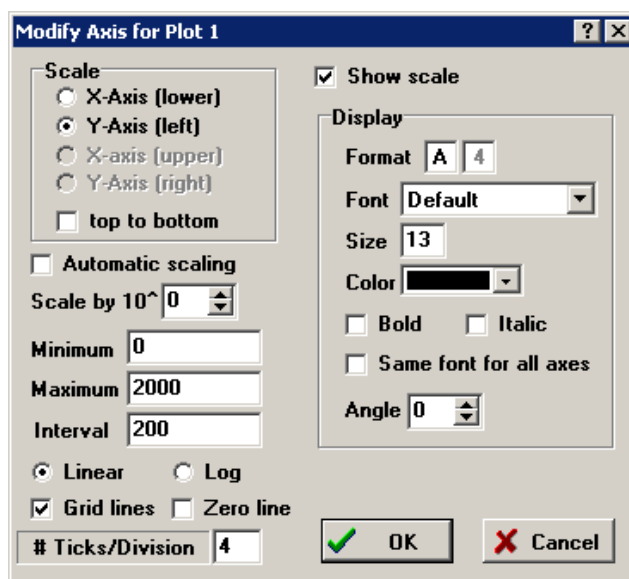 Modify Axis for Plot 1
Scale
X-Axis (lower)
Y-Axis (left)
X-axis (upper)
Y-Axis (right)
top to bottom
Automatic scaling
Scale by 10^ 0
Minimum 0
Maximum 2000
Interval 200
Linear Log
Grid lines Zero line
# Ticks/Division 4
Show scale
Display
Format A 4
Font Default
Size 13
Color
Bold Italic
Same font for all axes
Angle 0
OK Cancel